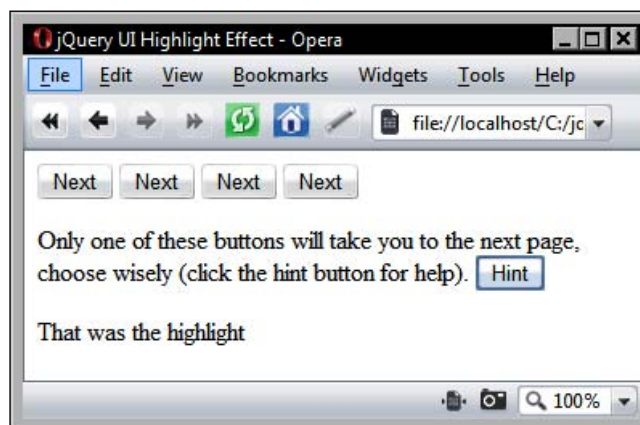 jQuery UI Highlight Effect - Opera
File Edit View Bookmarks Widgets Tools Help
file://localhost/C:/jc
Next Next Next Next
Only one of these buttons will take you to the next page,
choose wisely (click the hint button for help). Hint
That was the highlight
100%